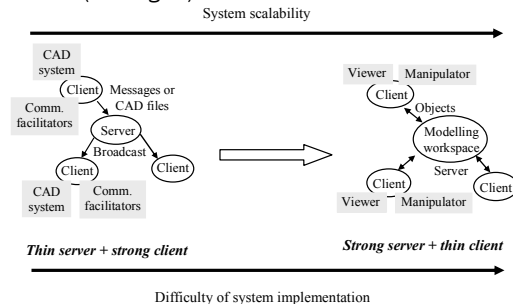 System scalability
CAD
system
Client
Messages or
CAD files
Comm.
facilitators
Server
Broadcast
Client
Client
CAD
system
Comm.
facilitators
Thin server + strong client
Viewer
Manipulator
Client
Objects
Modelling
workspace
Server
Client
Client
Viewer
Manipulator
Strong server + thin client
Difficulty of system implementation